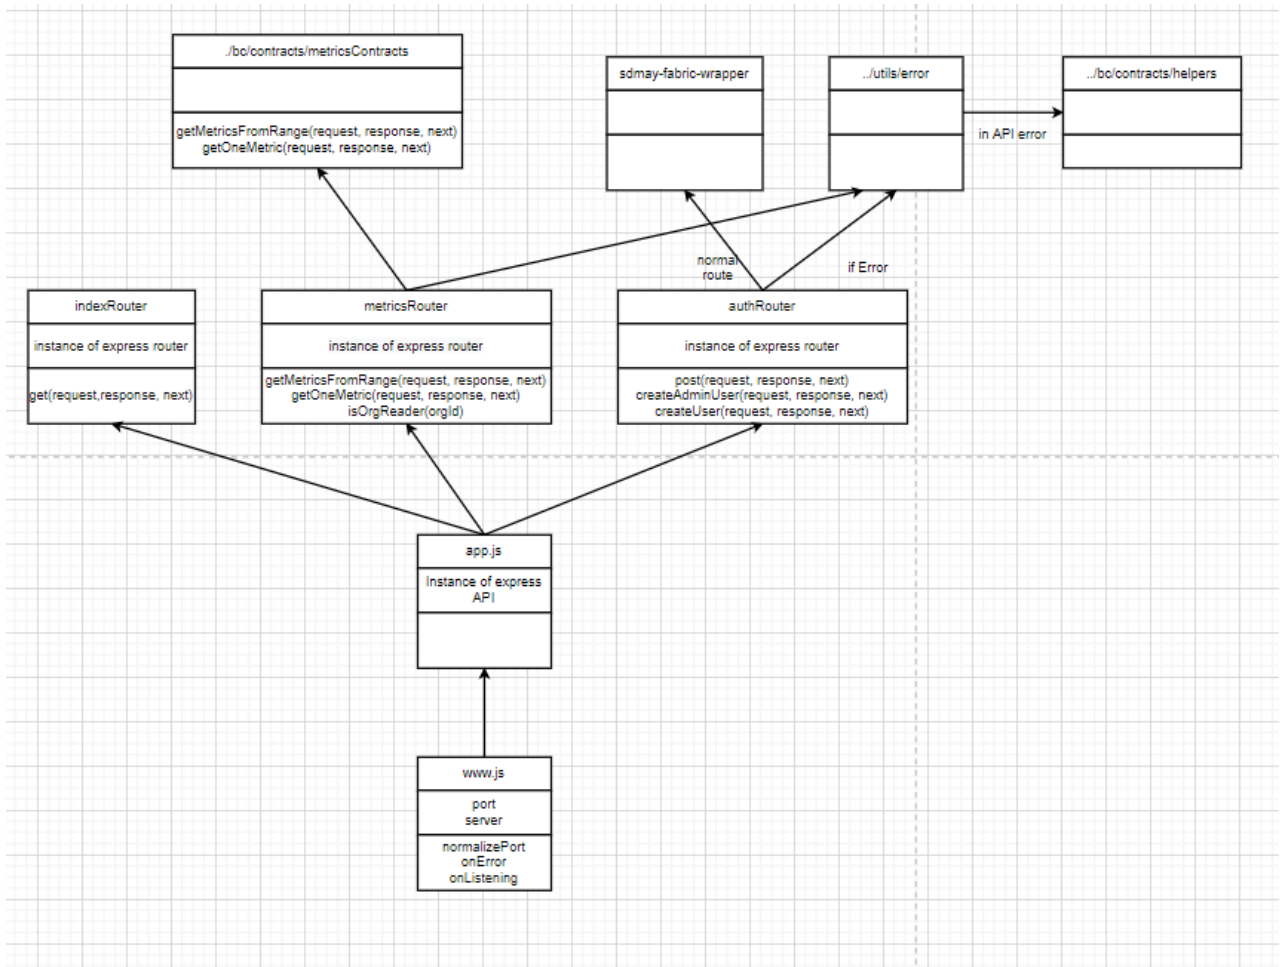 ./bc/contracts/metricsContracts
getMetricsFromRange(request, response, next)
getOneMetric(request, response, next)
sdmay-fabric-wrapper
../utils/error
../bc/contracts/helpers
in API error
normal
route
if Error
indexRouter
instance of express router
get(request,response, next)
metricsRouter
instance of express router
getMetricsFromRange(request, response, next)
getOneMetric(request, response, next)
isOrgReader(orgId)
authRouter
instance of express router
post(request, response, next)
createAdminUser(request, response, next)
createUser(request, response, next)
app.js
Instance of express
API
www.js
port
server
normalizePort
onError
onListening